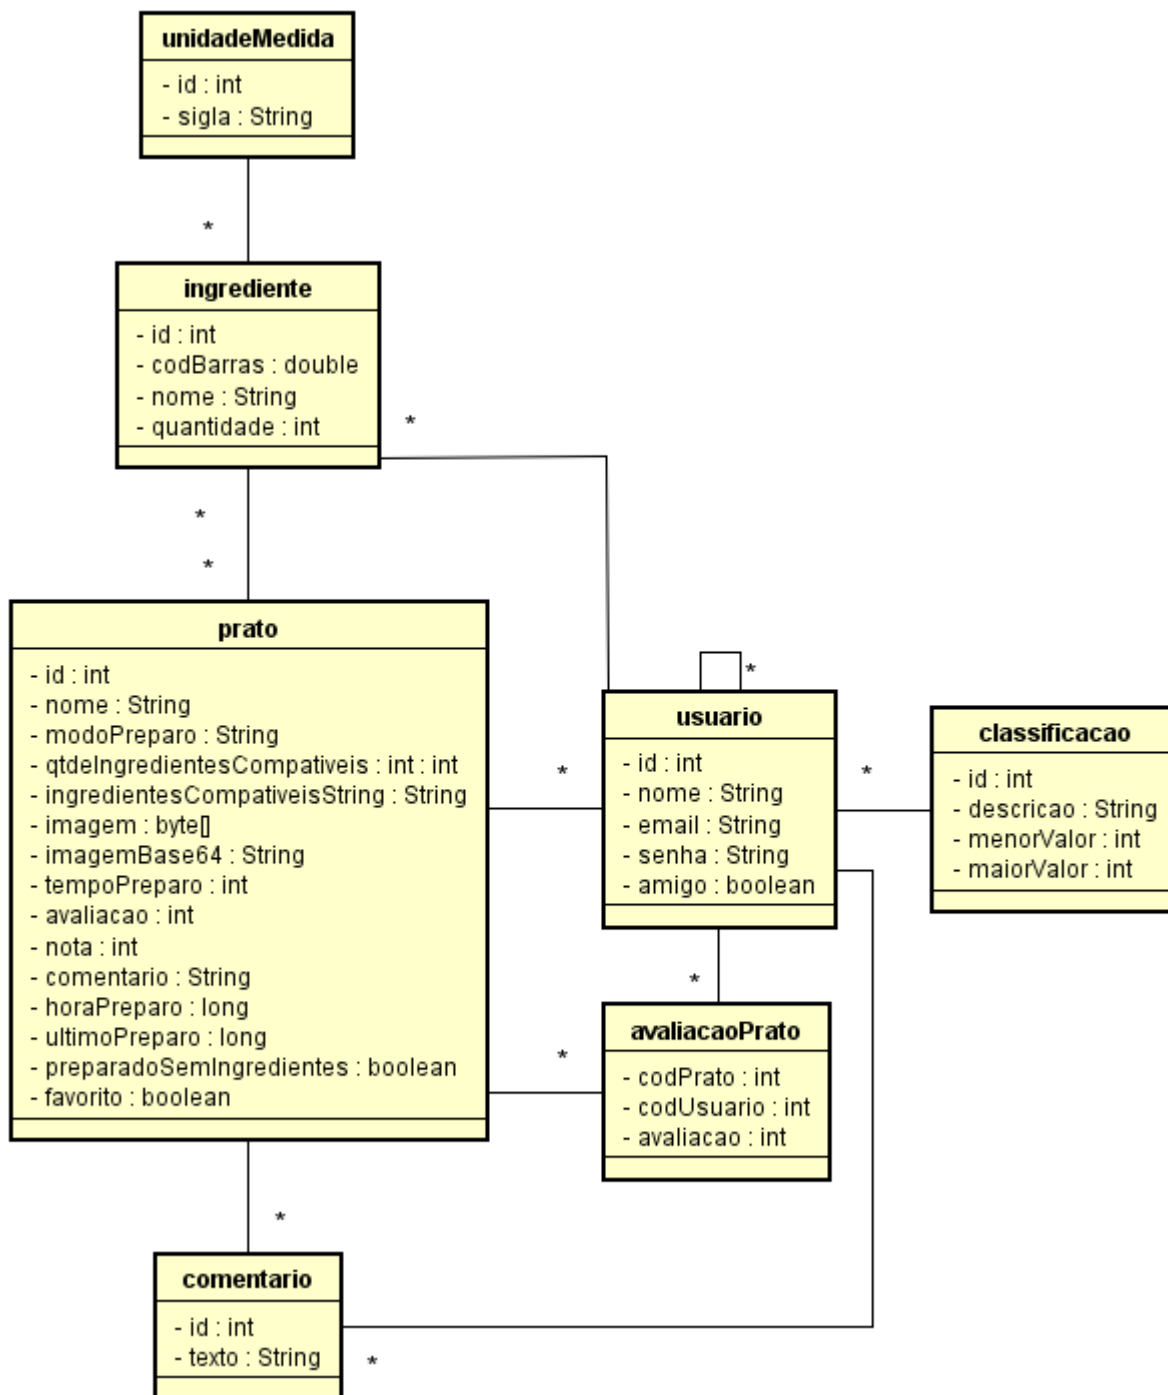 unidadeMedida
- id : int
- sigla : String
*
ingrediente
- id : int
- codBarras : double
- nome : String
- quantidade : int
*
*
*
prato
- id : int
- nome : String
- modoPreparo : String
- qtdeIngredientesCompativeis : int : int
- ingredientesCompativeisString : String
- imagem : byte[]
- imagemBase64 : String
- tempoPreparo : int
- avaliacao : int
- nota : int
- comentario : String
- horaPreparo : long
- ultimoPreparo : long
- preparadoSemIngredientes : boolean
- favorito : boolean
*
*
usuario
- id : int
- nome : String
- email : String
- senha : String
- amigo : boolean
*
classificacao
- id : int
- descricao : String
- menorValor : int
- maiorValor : int
*
*
avaliacaoPrato
- codPrato : int
- codUsuario : int
- avaliacao : int
*
comentario
- id : int
- texto : String
*